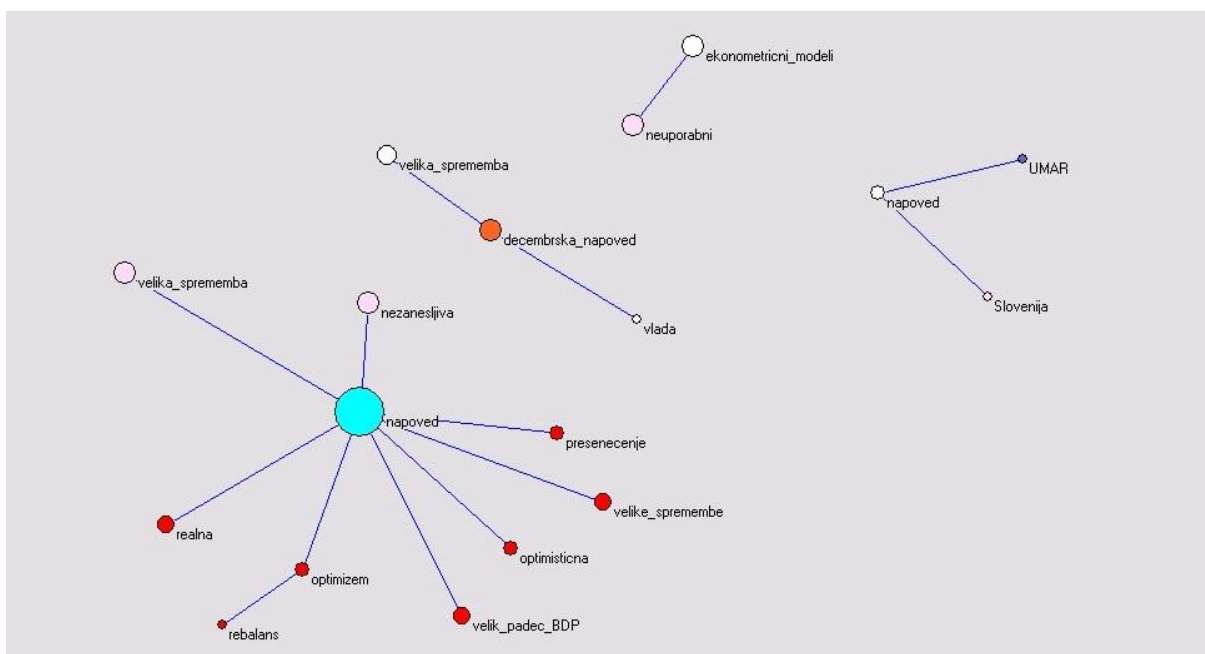 ekonometricni_modeli
neuporabni
velika_sprememba
UMAR
napoved
decembrska_napoved
velika_sprememba
Slovenija
nezanesljiva
vlada
napoved
presenecenje
velike_spremembe
realna
optimisticna
optimizem
velik_padec_BDP
rebalans